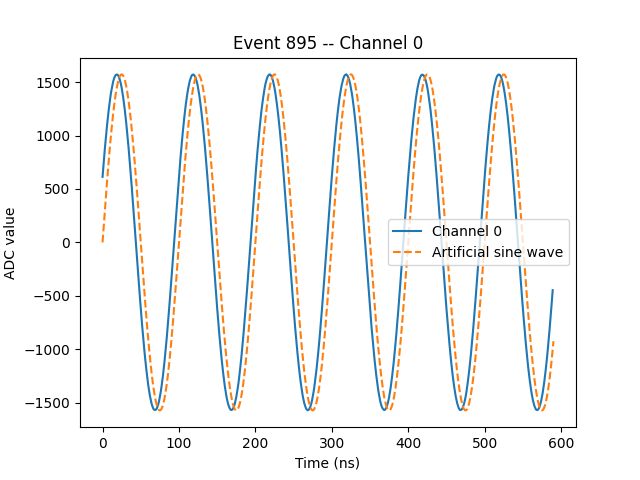 Event 895 -- Channel 0
ADC value
1500
1000
500
0
−500
−1000
−1500
Channel 0
Artificial sine wave
0 100 200 300 400 500 600
Time (ns)